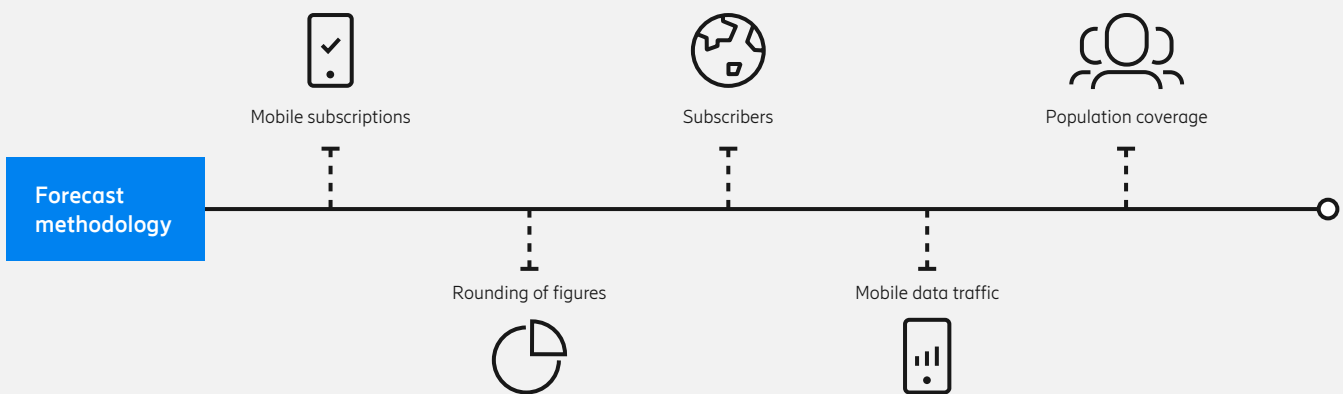 Mobile subscriptions
Subscribers
Population coverage
Forecast
methodology
Rounding of figures
Mobile data traffic